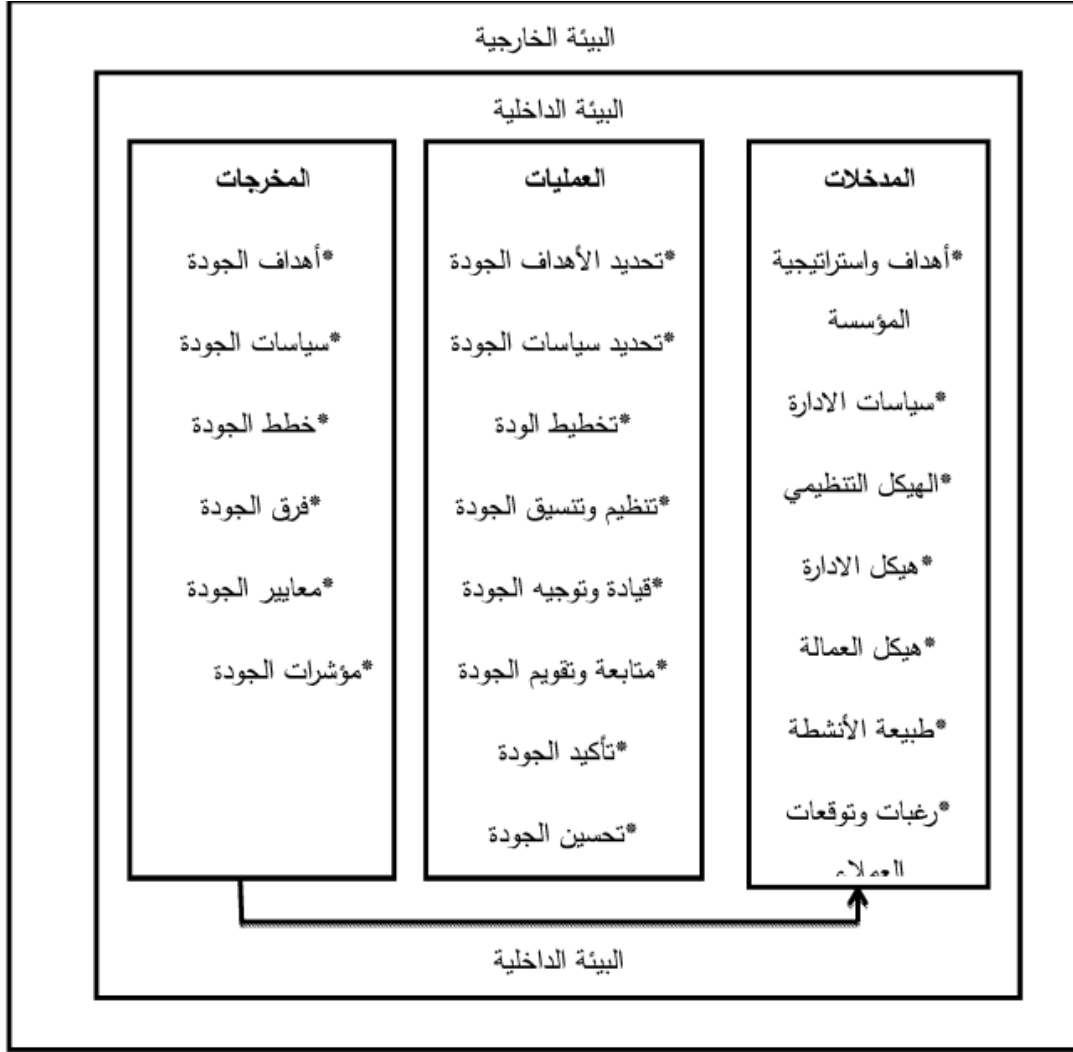 البيئة الخارجية
البيئة الداخلية
المدخلات
*أهداف واستراتيجية
المؤسسة
*سياسات الادارة
*الهيكل التنظيمي
*هيكل الادارة
*هيكل العمالة
*طبيعة الأنشطة
*رغبات وتوقعات
العملاء
العمليات
*تحديد الأهداف الجودة
*تحديد سياسات الجودة
*تخطيط الودة
*تنظيم وتنسيق الجودة
*قيادة وتوجيه الجودة
*متابعة وتقويم الجودة
*تأكيد الجودة
*تحسين الجودة
المخرجات
*أهداف الجودة
*سياسات الجودة
*خطط الجودة
*فرق الجودة
*معايير الجودة
*مؤشرات الجودة
البيئة الداخلية